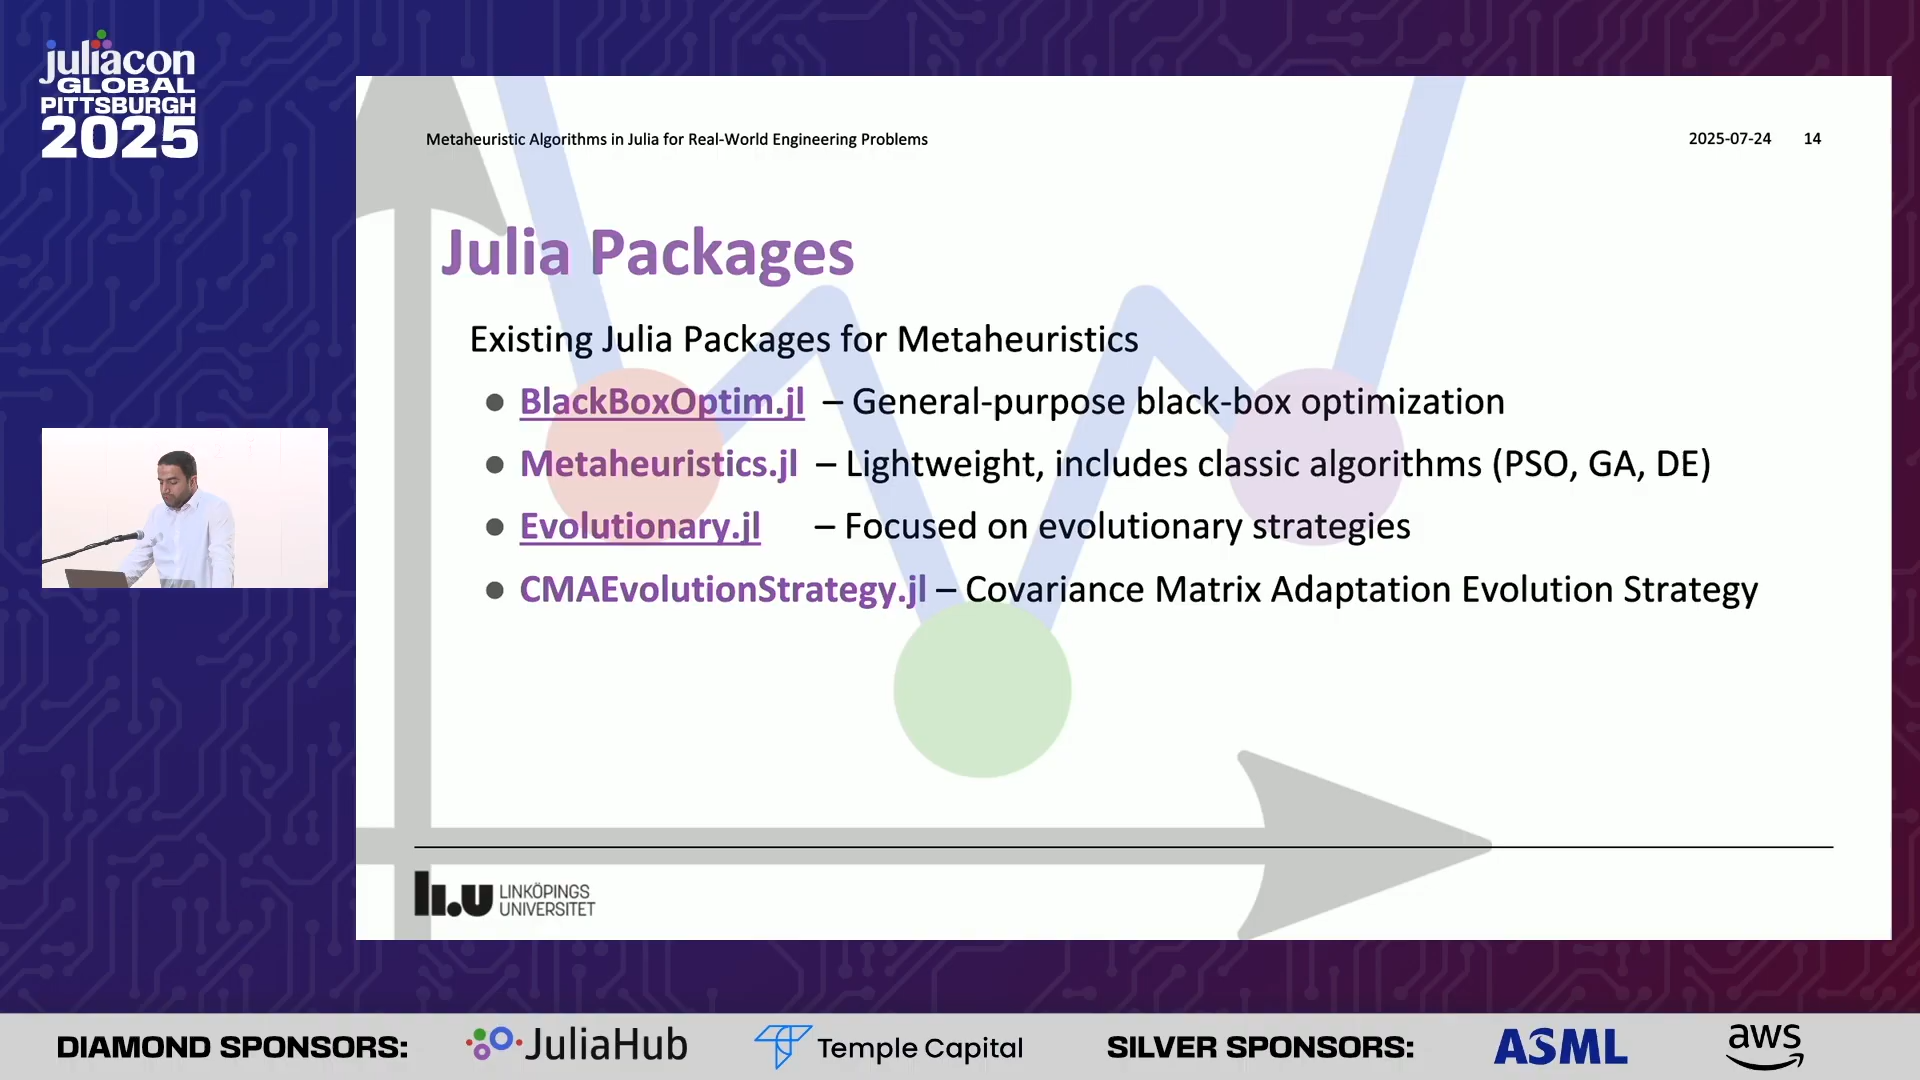 juliacon
GLOBAL
PITTSBURGH
2025
Metaheuristic Algorithms in Julia for Real-World Engineering Problems 2025-07-24 14
Julia Packages
Existing Julia Packages for Metaheuristics
● BlackBoxOptim.jl – General-purpose black-box optimization
● Metaheuristics.jl – Lightweight, includes classic algorithms (PSO, GA, DE)
● Evolutionary.jl – Focused on evolutionary strategies
● CMAEvolutionStrategy.jl – Covariance Matrix Adaptation Evolution Strategy
li.u LINKÖPINGS
UNIVERSITET
DIAMOND SPONSORS: JuliaHub Temple Capital SILVER SPONSORS: ASML aws